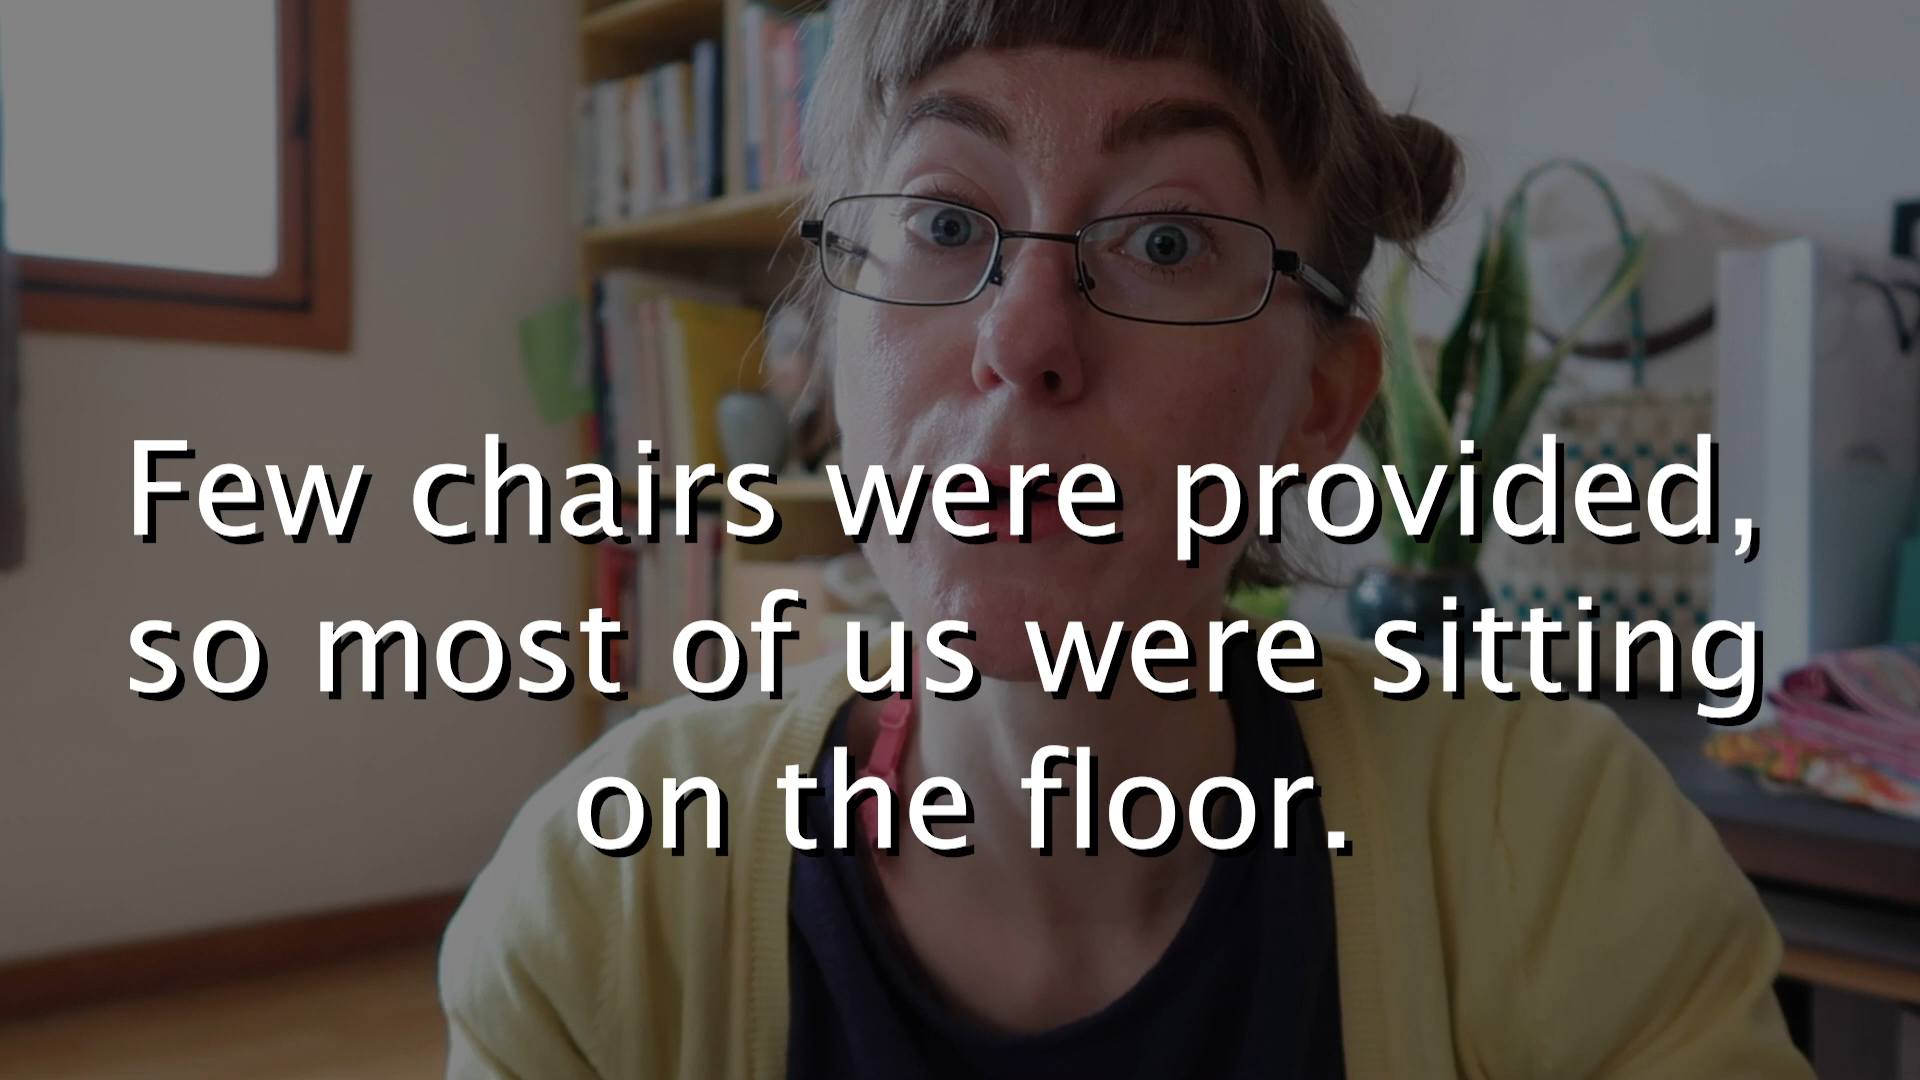 Few chairs were provided,
so most of us were sitting
on the floor.